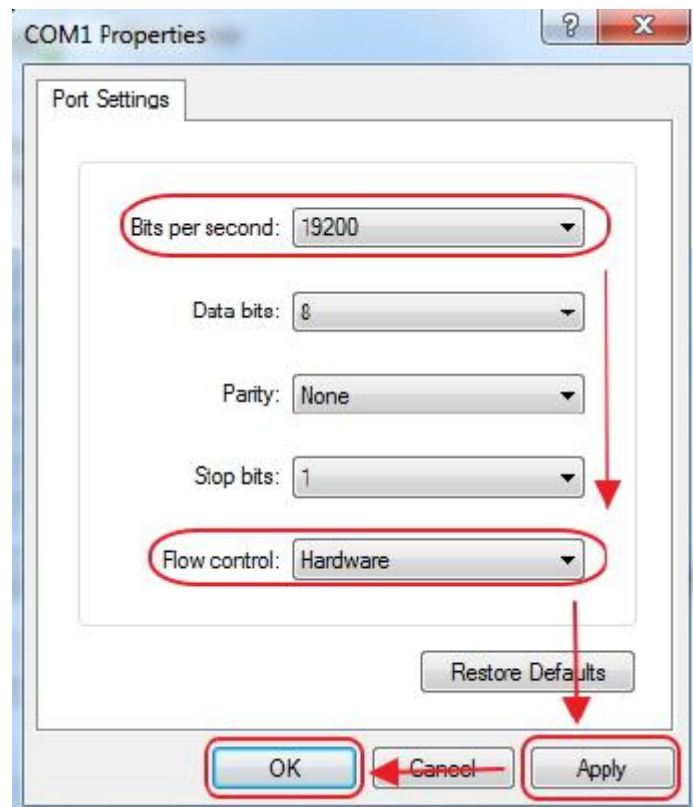 COM1 Properties
Port Settings
Bits per second: 19200
Data bits: 8
Parity: None
Stop bits: 1
Flow control: Hardware
Restore Defaults
OK Cancel Apply